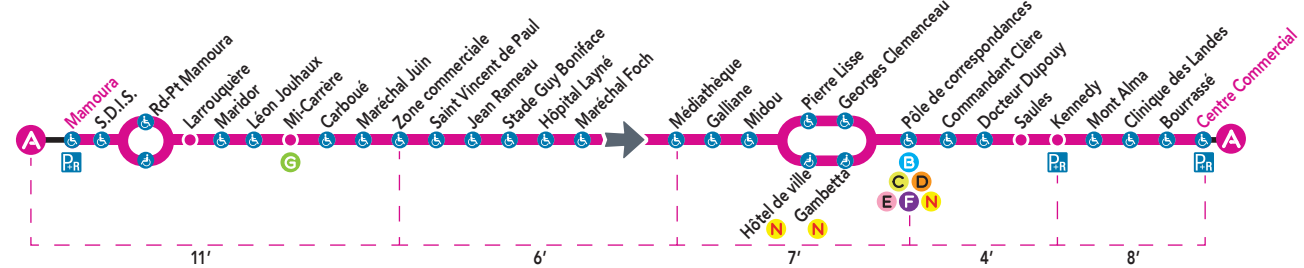 A
Mamoura
S.D.I.S.
Rd-Pt Mamoura
Larrouquère
Maridor
Léon Jouhaux
Mi-Carrère
Carboué
Maréchal Juin
Zone commerciale
Saint Vincent de Paul
Jean Rameau
Stade Guy Boniface
Hôpital Layné
Maréchal Foch
Médiathèque
Galliane
Midou
Pierre Lisse
Georges Clemenceau
Hôtel de ville
Gambetta
Pôle de correspondances
Commandant Clère
Docteur Dupouy
Saules
Kennedy
Mont Alma
Clinique des Landes
Bourrassé
Centre Commercial
A
P+R
G
B
C D
E F N
N N
P+R
P+R
11’ 6’ 7’ 4’ 8’